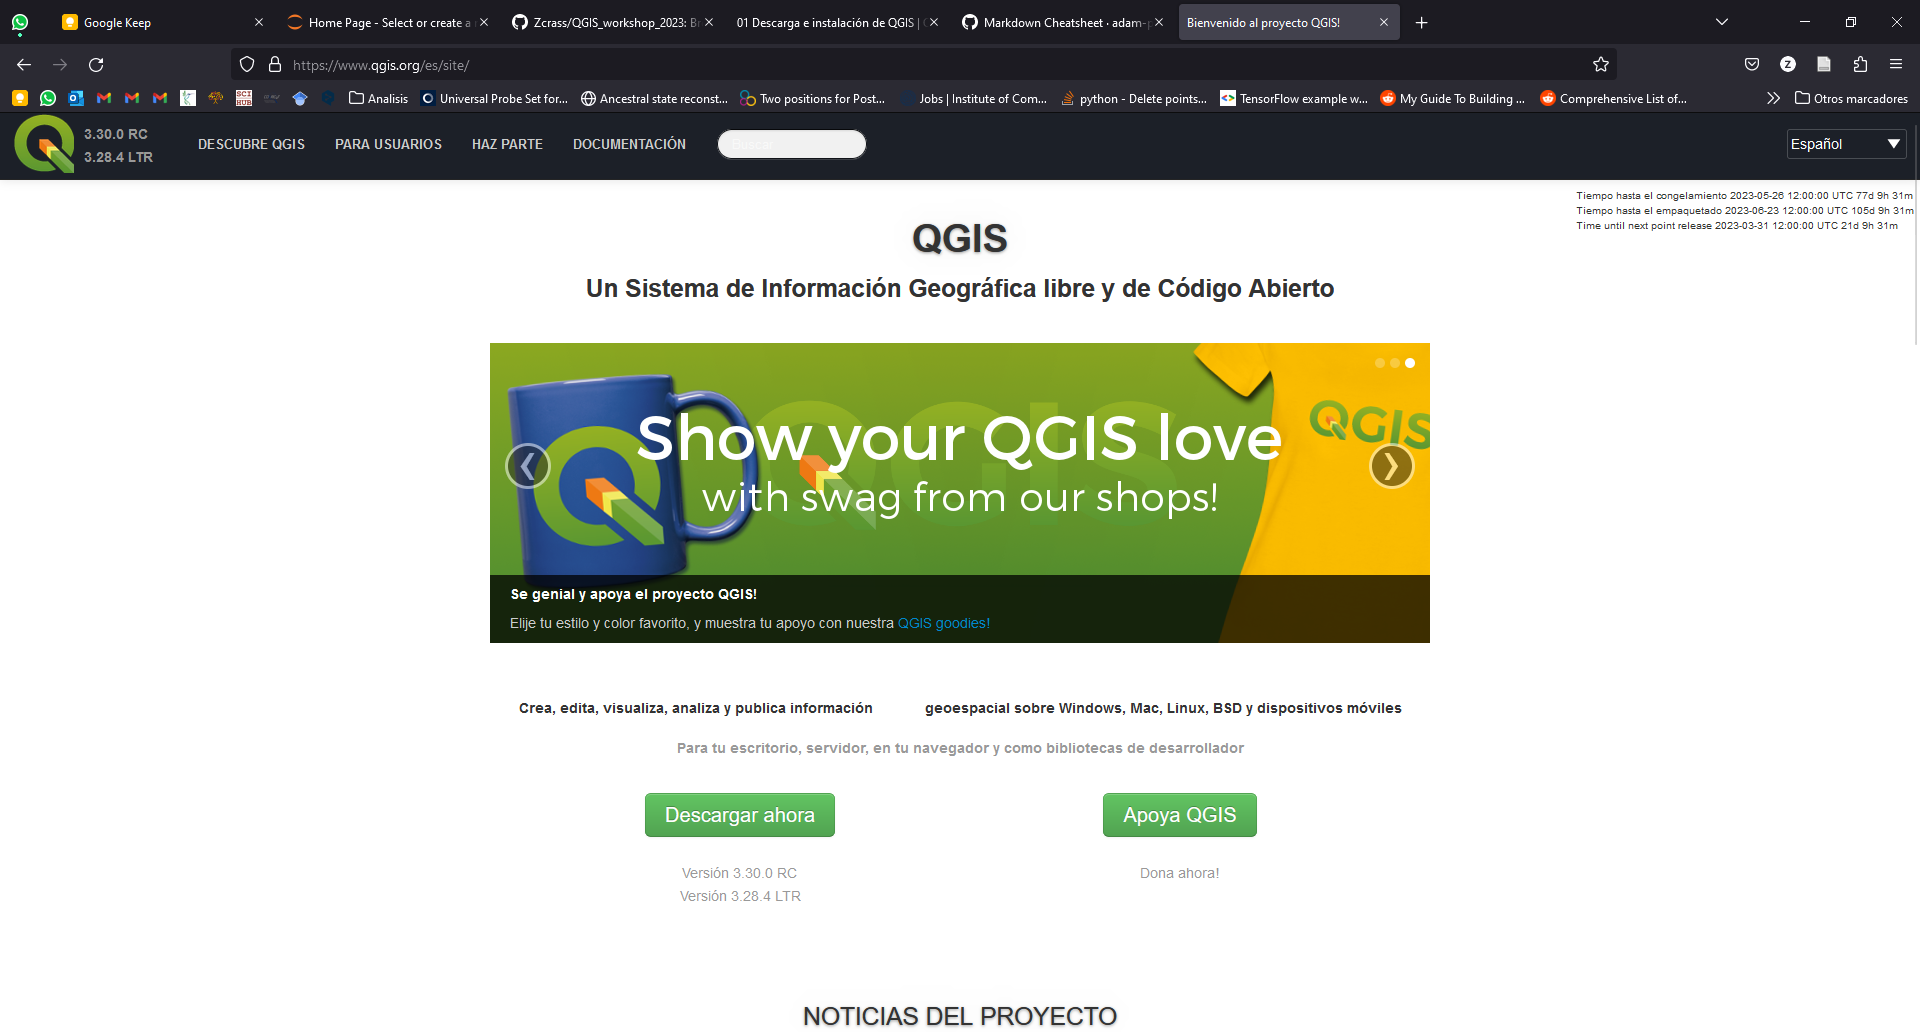 Google Keep
Home Page - Select or create a
Zcrass/QGIS_workshop_2023: Br
01 Descarga e instalación de QGIS |
Markdown Cheatsheet · adam-p
Bienvenido al proyecto QGIS!
https://www.qgis.org/es/site/
SCI HUB
Analisis
Universal Probe Set for...
Ancestral state reconst...
Two positions for Post...
Jobs | Institute of Com...
python - Delete points...
TensorFlow example w...
My Guide To Building ...
Comprehensive List of...
Otros marcadores
3.30.0 RC
3.28.4 LTR
DESCUBRE QGIS
PARA USUARIOS
HAZ PARTE
DOCUMENTACIÓN
Buscar
Español
Tiempo hasta el congelamiento 2023-05-26 12:00:00 UTC 77d 9h 31m
Tiempo hasta el empaquetado 2023-06-23 12:00:00 UTC 105d 9h 31m
Time until next point release 2023-03-31 12:00:00 UTC 21d 9h 31m
QGIS
Un Sistema de Información Geográfica libre y de Código Abierto
QGIS
Show your QGIS love
with swag from our shops!
Se genial y apoya el proyecto QGIS!
Elije tu estilo y color favorito, y muestra tu apoyo con nuestra QGIS goodies!
Crea, edita, visualiza, analiza y publica información
geoespacial sobre Windows, Mac, Linux, BSD y dispositivos móviles
Para tu escritorio, servidor, en tu navegador y como bibliotecas de desarrollador
Descargar ahora
Apoya QGIS
Versión 3.30.0 RC
Versión 3.28.4 LTR
Dona ahora!
NOTICIAS DEL PROYECTO